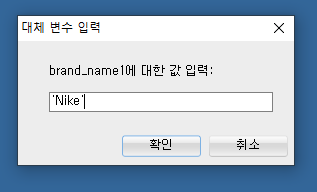 대체 변수 입력
brand_name1에 대한 값 입력:
'Nike'
확인
취소